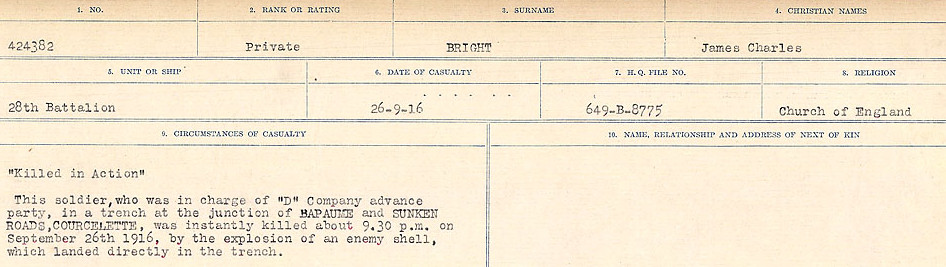 1. NO. 2. RANK OR RATING 3. SURNAME 4. CHRISTIAN NAMES
424382 Private BRIGHT James Charles
5. UNIT OR SHIP 6. DATE OF CASUALTY 7. H.Q. FILE NO. 8. RELIGION
28th Battalion 26-9-16 649-B-8775 Church of England
9. CIRCUMSTANCES OF CASUALTY 10. NAME, RELATIONSHIP AND ADDRESS OF NEXT OF KIN
"Killed in Action"
This soldier,who was in charge of "D" Company advance
party, in a trench at the junction of BAPAUME and SUNKEN
ROADS,COURCELETTE, was instantly killed about 9.30 p.m. on
September 26th 1916, by the explosion of an enemy shell,
which landed directly in the trench.